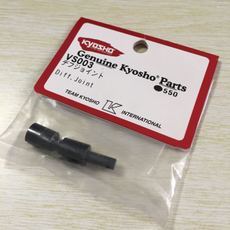 KYOSHO
Genuine Kyosho® Parts
VS003
●550
デフジョイント
Diff.Joint
TEAM KYOSHO K INTERNATIONAL